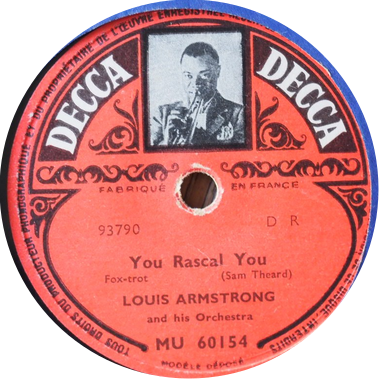 TOUS DROITS DU PRODUCTEUR PHONOGRAPHIQUE ET DU PROPRIÉTAIRE DE L'ŒUVRE ENREGISTRÉE
INTERDITS
DECCA
DECCA
FABRIQUÉ EN FRANCE
93790 D R
You Rascal You
Fox-trot (Sam Theard)
LOUIS ARMSTRONG
and his Orchestra
MU 60154
MODÈLE DÉPOSÉ